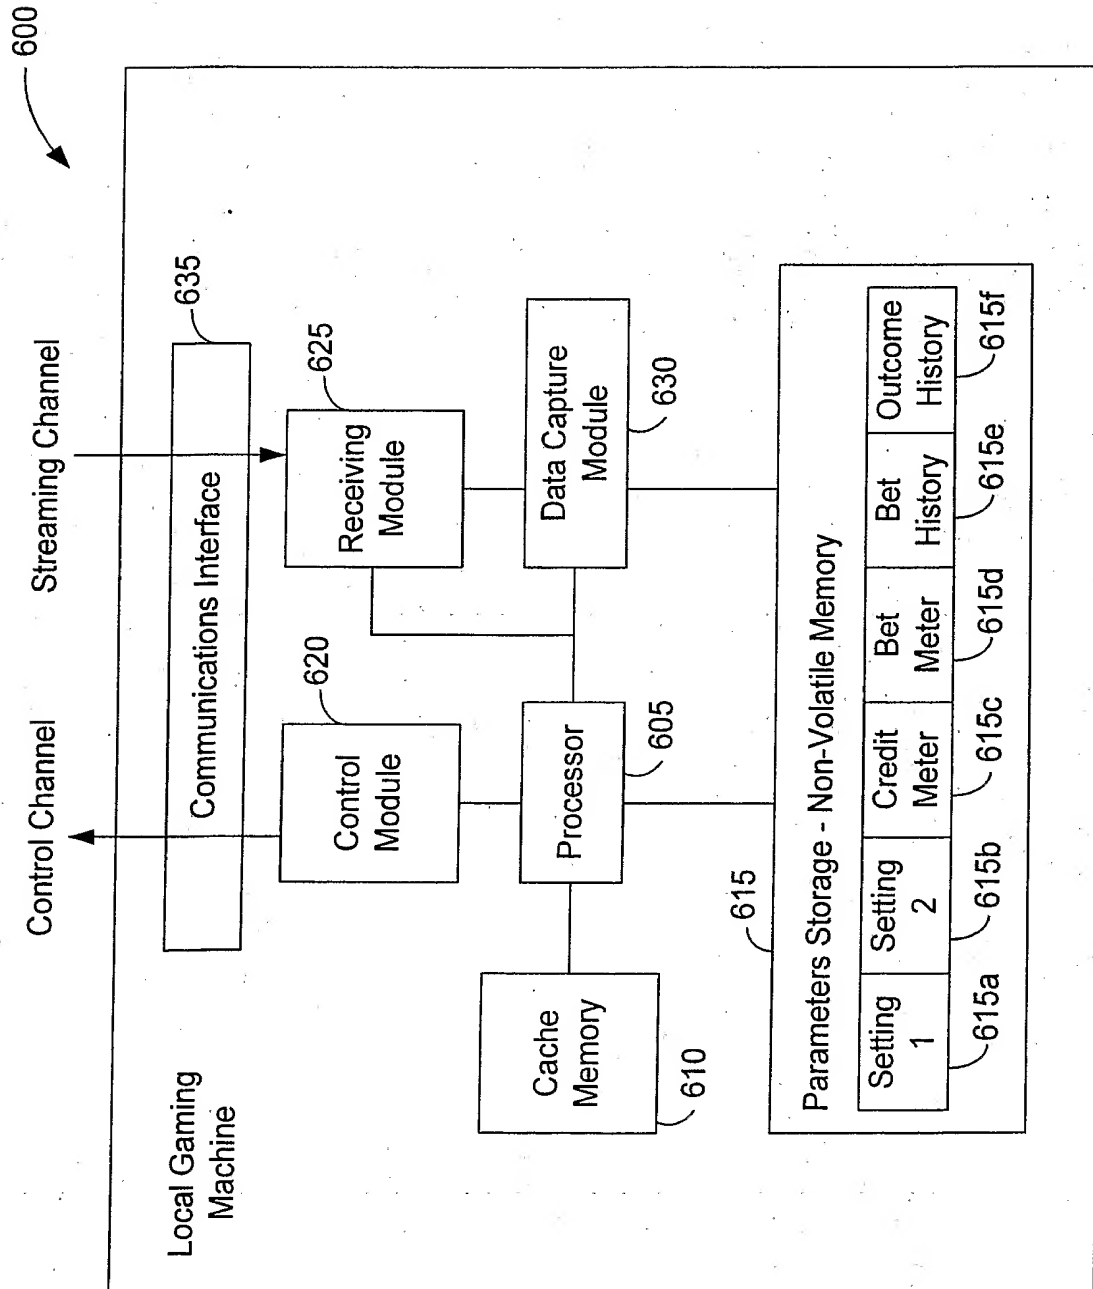 600
Control Channel
Streaming Channel
Local Gaming
Machine
Communications Interface
635
Control
Module
620
Receiving
Module
625
Cache
Memory
610
Processor
605
Data Capture
Module
630
615
Parameters Storage - Non-Volatile Memory
Setting
1
Setting
2
Credit
Meter
Bet
Meter
Bet
History
Outcome
History
615a
615b
615c
615d
615e
615f